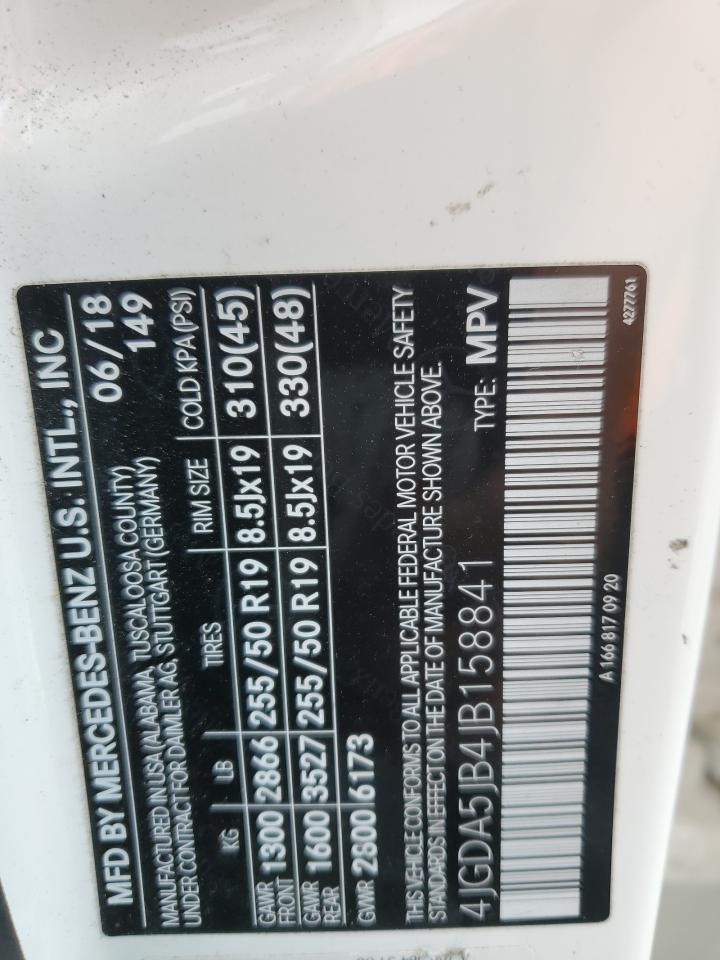 MFD BY MERCEDES-BENZ U.S. INTL., INC
MANUFACTURED IN USA (ALABAMA, TUSCALOOSA COUNTY) 06/18
UNDER CONTRACT FOR DAIMLER AG, STUTTGART (GERMANY) 149
KG LB TIRES RIM SIZE COLD KPA(PSI)
GAWR FRONT 1300 2866 255/50 R19 8.5Jx19 310(45)
GAWR REAR 1600 3527 255/50 R19 8.5Jx19 330(48)
GVWR 2800 6173
THIS VEHICLE CONFORMS TO ALL APPLICABLE FEDERAL MOTOR VEHICLE SAFETY
STANDARDS IN EFFECT ON THE DATE OF MANUFACTURE SHOWN ABOVE.
4JGDA5JB4JB158841 TYPE: MPV
A 166 817 09 20 4277761